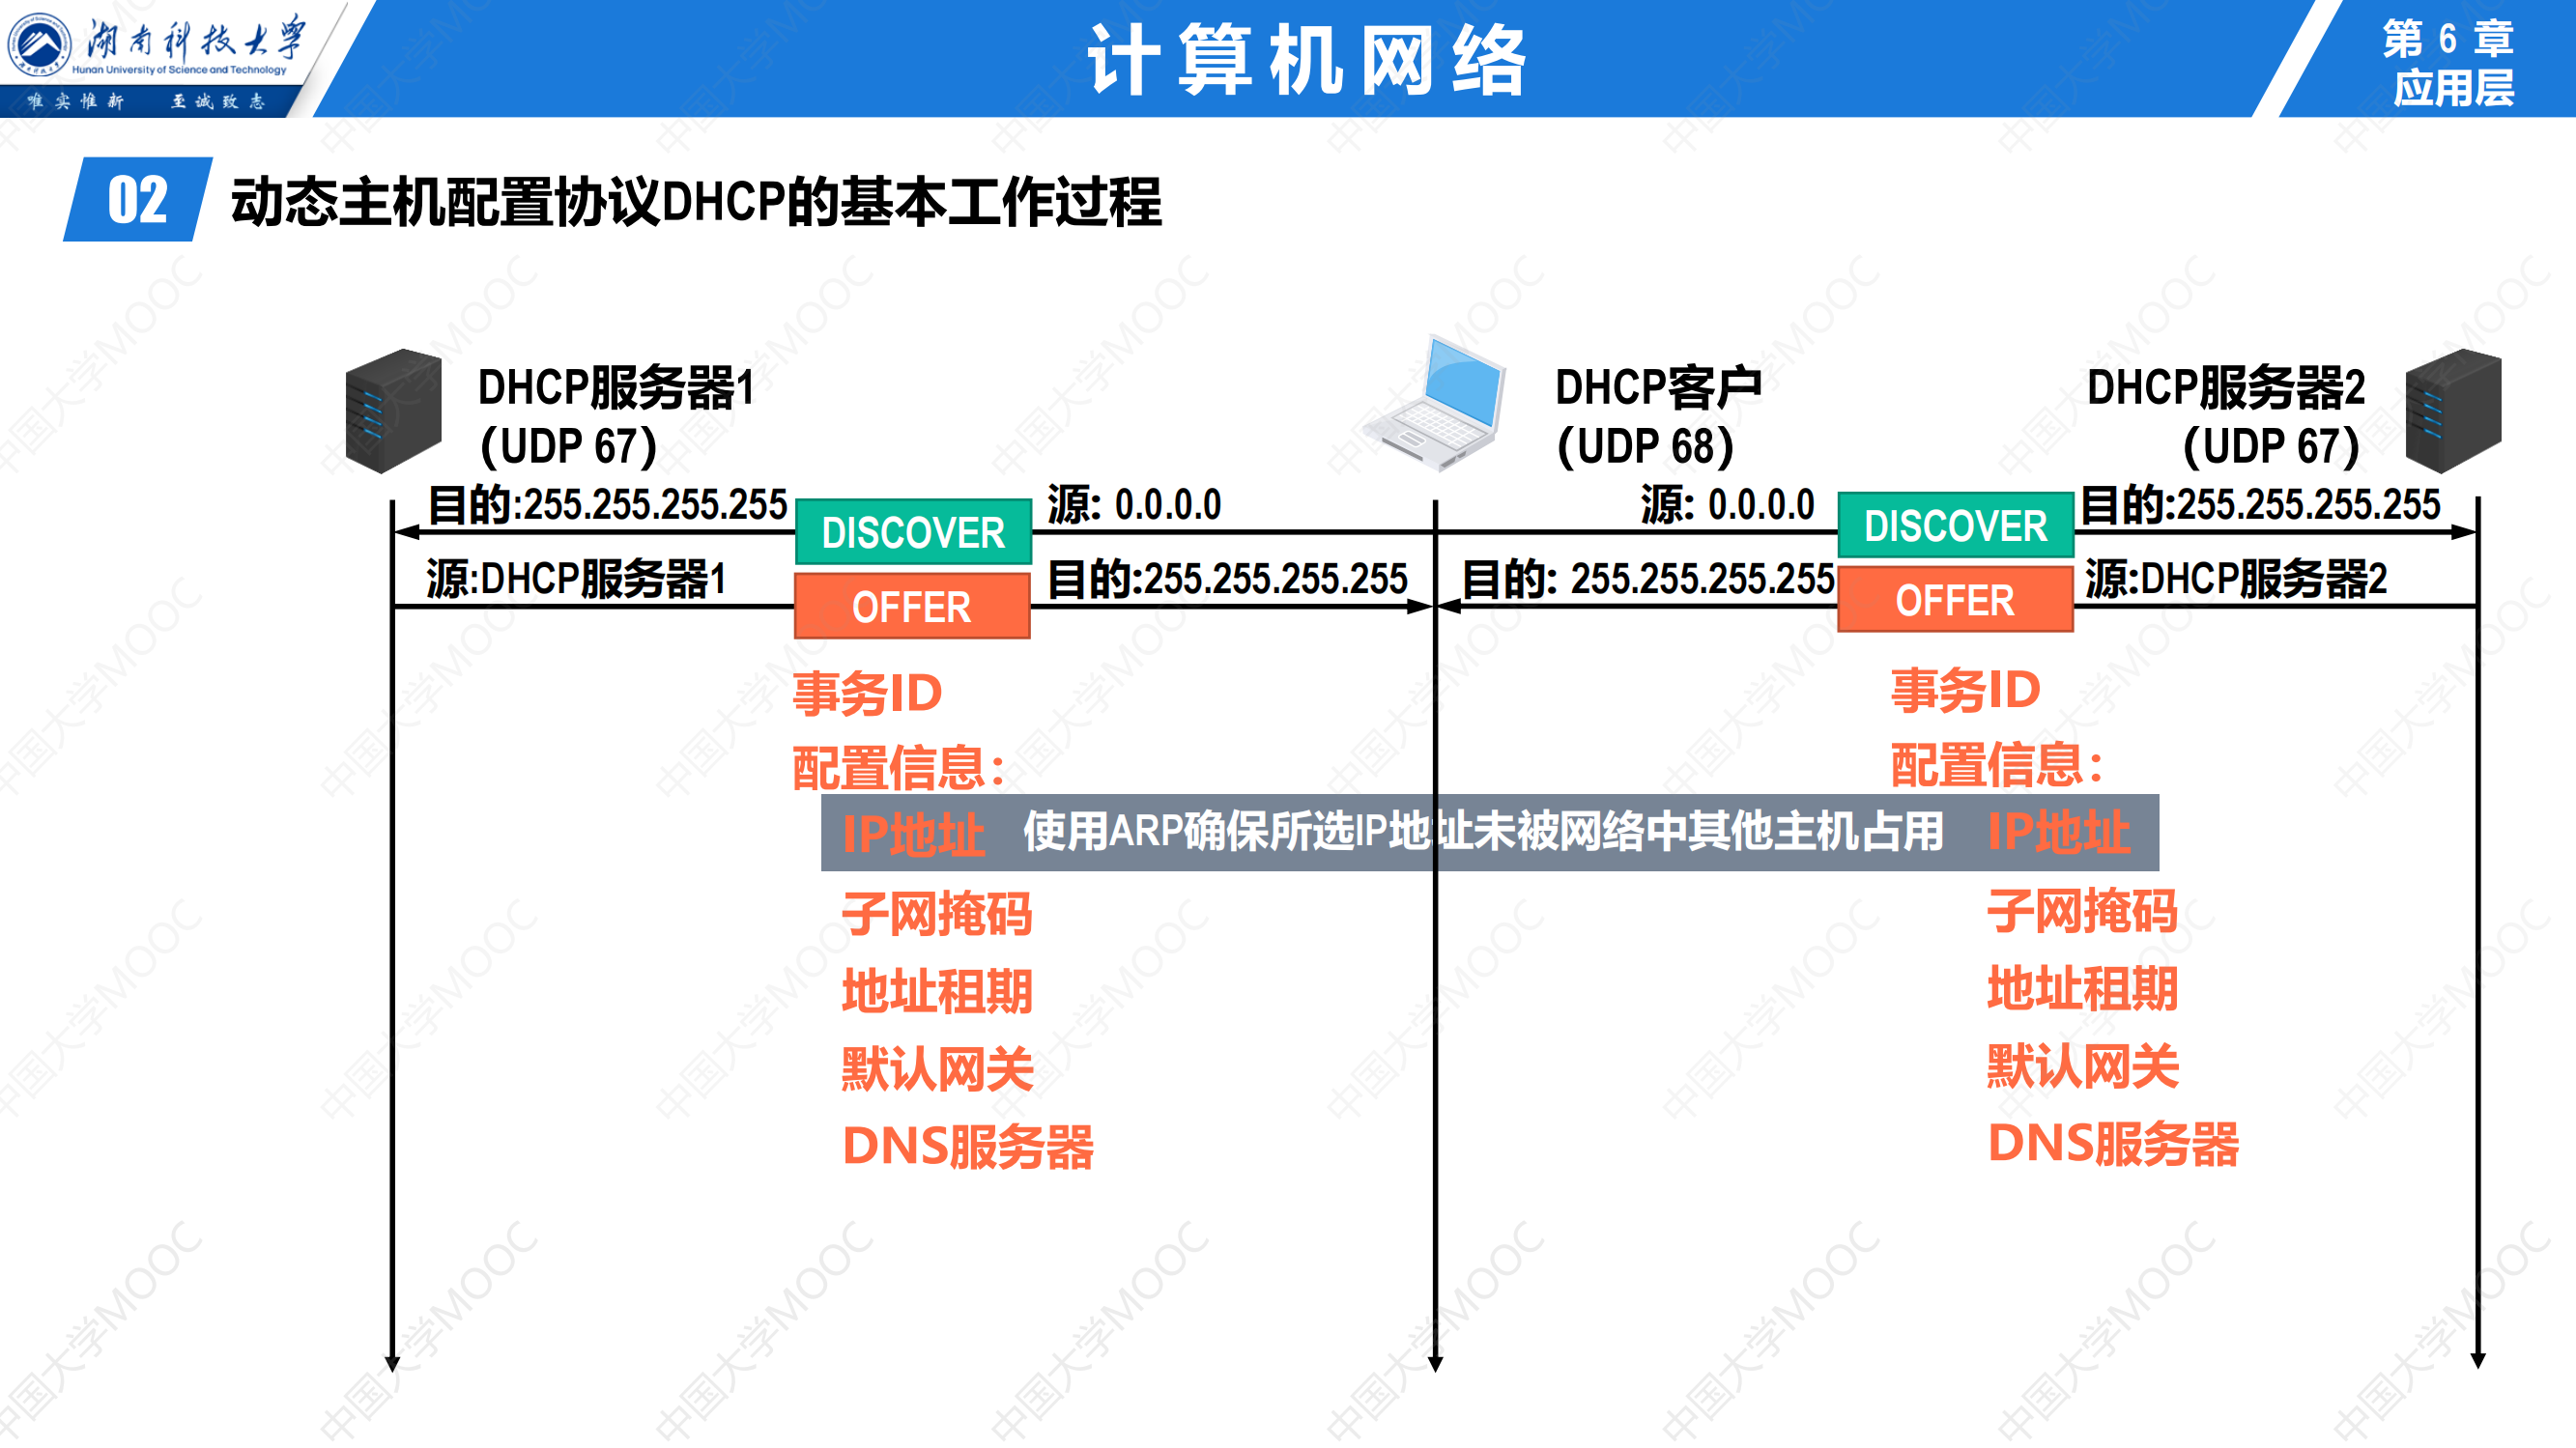 湖南科技大学
Hunan University of Science and Technology
唯实惟新 至诚致志
计算机网络
第 6 章
应用层
02 动态主机配置协议DHCP的基本工作过程
DHCP服务器1
(UDP 67)
DHCP客户
(UDP 68)
DHCP服务器2
(UDP 67)
目的:255.255.255.255 DISCOVER 源: 0.0.0.0
源: 0.0.0.0 DISCOVER 目的:255.255.255.255
源:DHCP服务器1 OFFER 目的:255.255.255.255
目的: 255.255.255.255 OFFER 源:DHCP服务器2
事务ID
配置信息:
IP地址
使用ARP确保所选IP地址未被网络中其他主机占用
子网掩码
地址租期
默认网关
DNS服务器
事务ID
配置信息:
IP地址
子网掩码
地址租期
默认网关
DNS服务器
中国大学MOOC